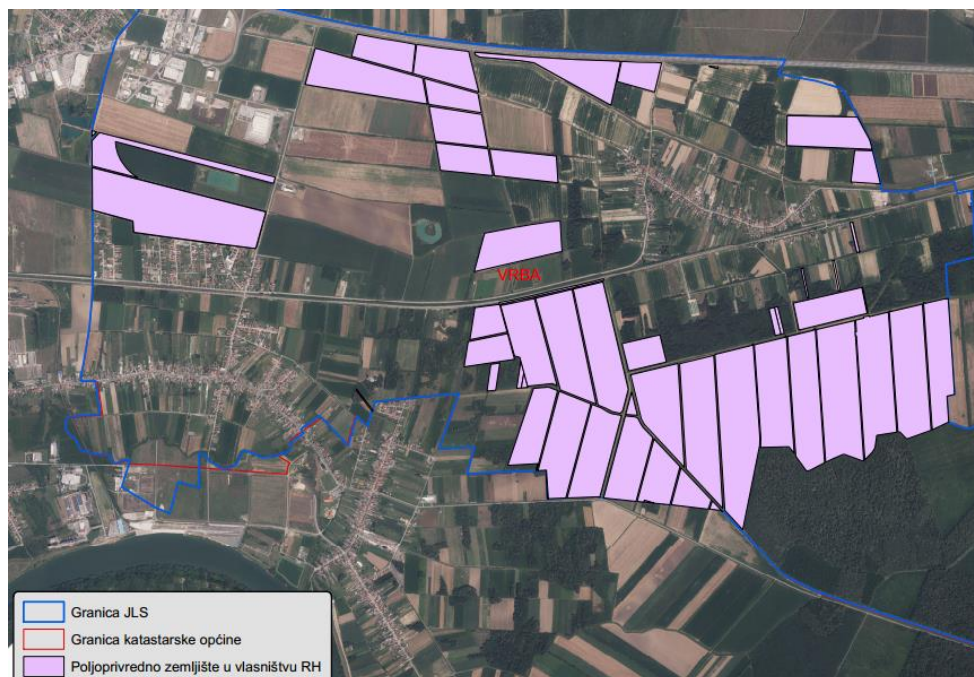 VRBA
Granica JLS
Granica katastarske općine
Poljoprivredno zemljište u vlasništvu RH